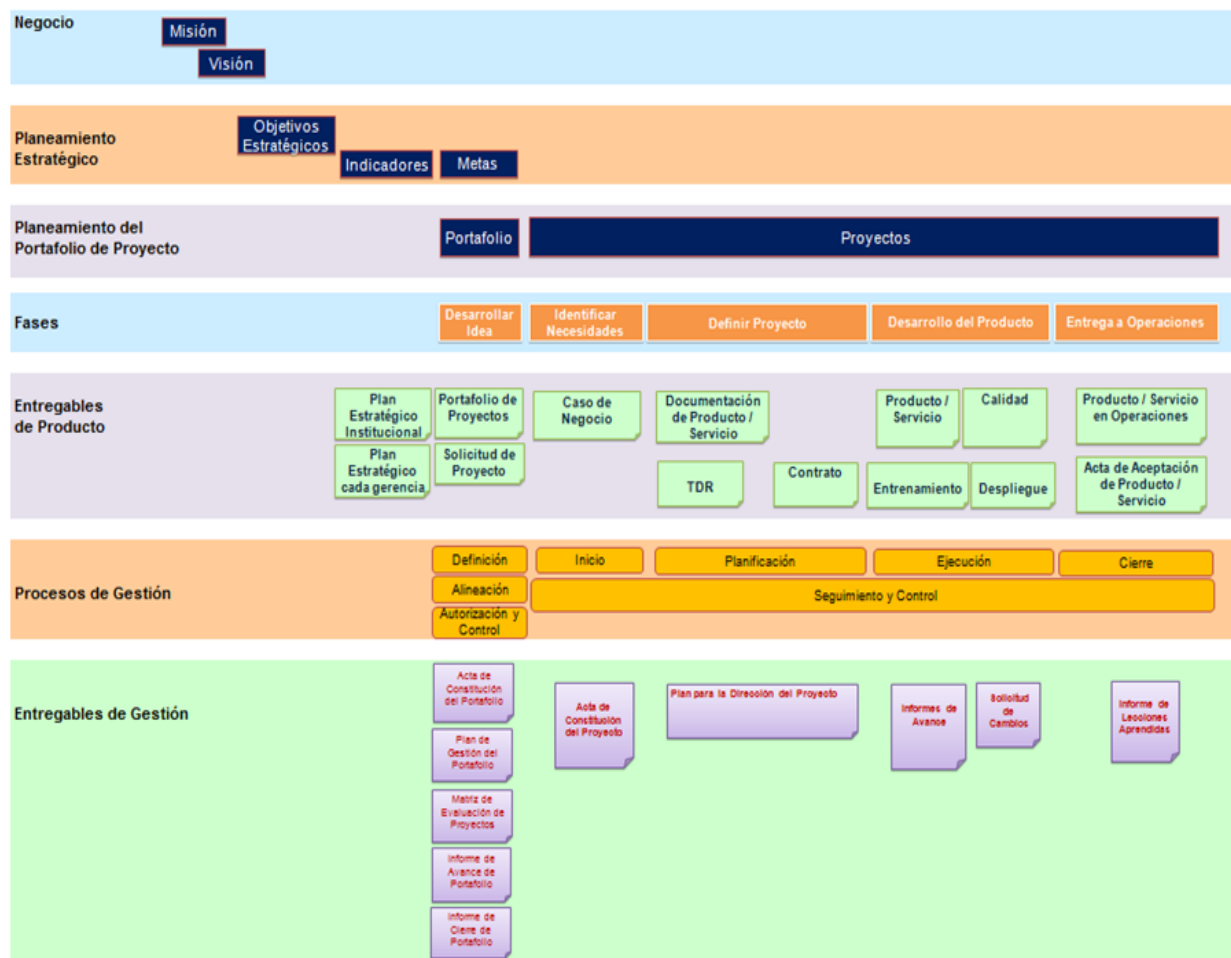 Negocio
Misión
Visión
Planeamiento
Estratégico
Objetivos
Estratégicos
Indicadores
Metas
Planeamiento del
Portafolio de Proyecto
Portafolio
Proyectos
Fases
Desarrollar
Idea
Identificar
Necesidades
Definir Proyecto
Desarrollo del Producto
Entrega a Operaciones
Entregables
de Producto
Plan
Estratégico
Institucional
Portafolio de
Proyectos
Caso de
Negocio
Documentación
de Producto /
Servicio
Producto /
Servicio
Calidad
Producto / Servicio
en Operaciones
Plan
Estratégico
cada gerencia
Solicitud de
Proyecto
TDR
Contrato
Entrenamiento
Despliegue
Acta de Aceptación
de Producto /
Servicio
Procesos de Gestión
Definición
Inicio
Planificación
Ejecución
Cierre
Alineación
Seguimiento y Control
Autorización y
Control
Entregables de Gestión
Acta de
Constitución
del Portafolio
Acta de
Constitución
del Proyecto
Plan para la Dirección del Proyecto
Informes de
Avance
Solicitud
de
Cambios
Informe de
Lecciones
Aprendidas
Plan de
Gestión del
Portafolio
Matriz de
Evaluación de
Proyectos
Informe de
Avance de
Portafolio
Informe de
Cierre de
Portafolio